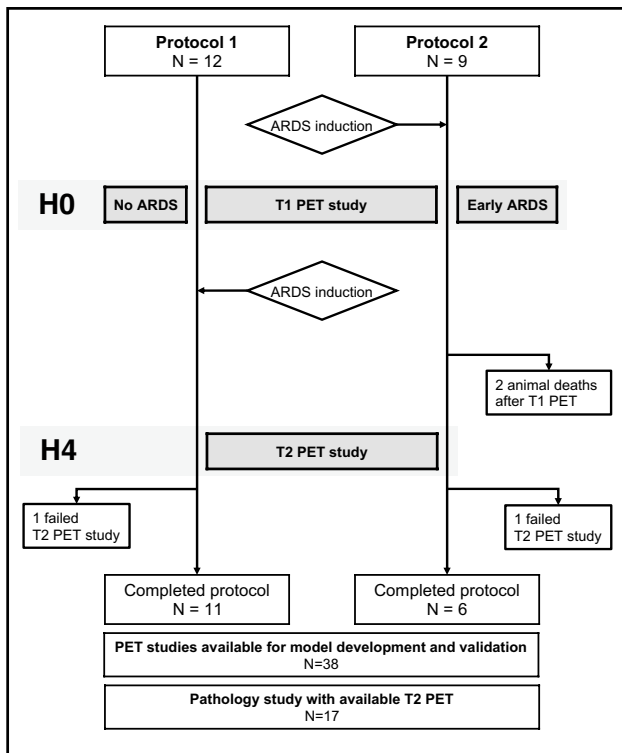 Protocol 1
N = 12
Protocol 2
N = 9
ARDS induction
H0
No ARDS
T1 PET study
Early ARDS
ARDS induction
2 animal deaths
after T1 PET
H4
T2 PET study
1 failed
T2 PET study
1 failed
T2 PET study
Completed protocol
N = 11
Completed protocol
N = 6
PET studies available for model development and validation
N=38
Pathology study with available T2 PET
N=17